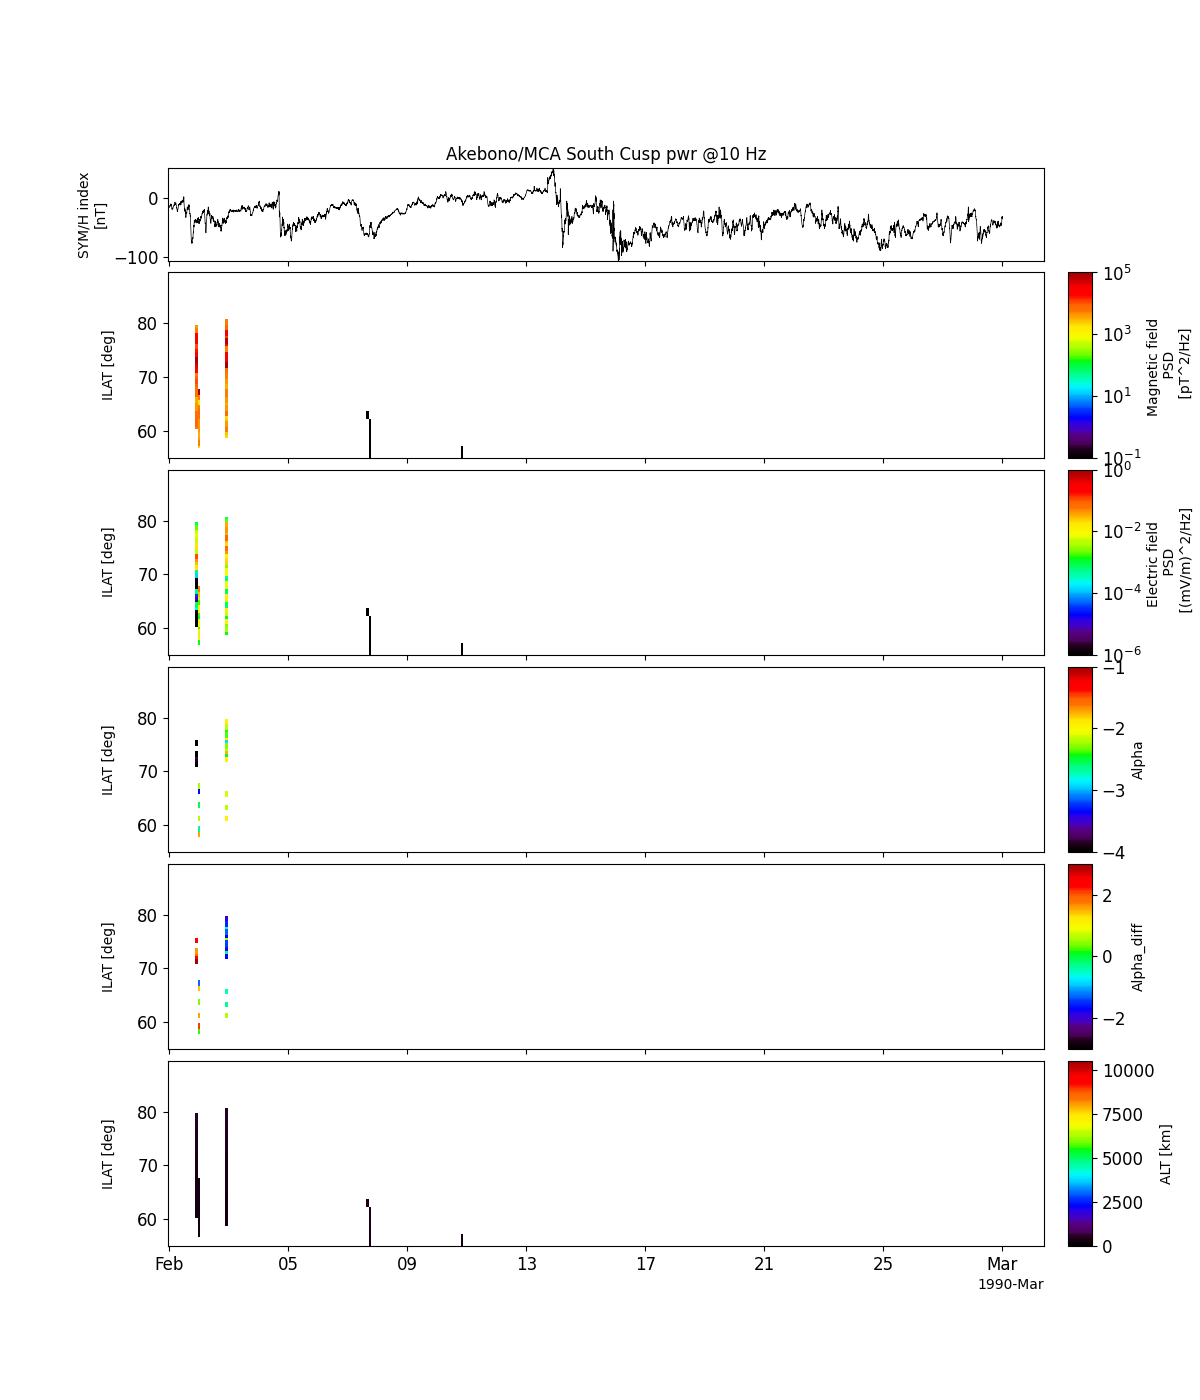 Akebono/MCA South Cusp pwr @10 Hz
SYM/H index
[nT]
0
−100
ILAT [deg]
80
70
60
10^5
10^3
10^1
10^−1
Magnetic field
PSD
[pT^2/Hz]
ILAT [deg]
80
70
60
10^0
10^−2
10^−4
10^−6
Electric field
PSD
[(mV/m)^2/Hz]
ILAT [deg]
80
70
60
−1
−2
−3
−4
Alpha
ILAT [deg]
80
70
60
2
0
−2
Alpha_diff
ILAT [deg]
80
70
60
10000
7500
5000
2500
0
ALT [km]
Feb 05 09 13 17 21 25 Mar
1990-Mar